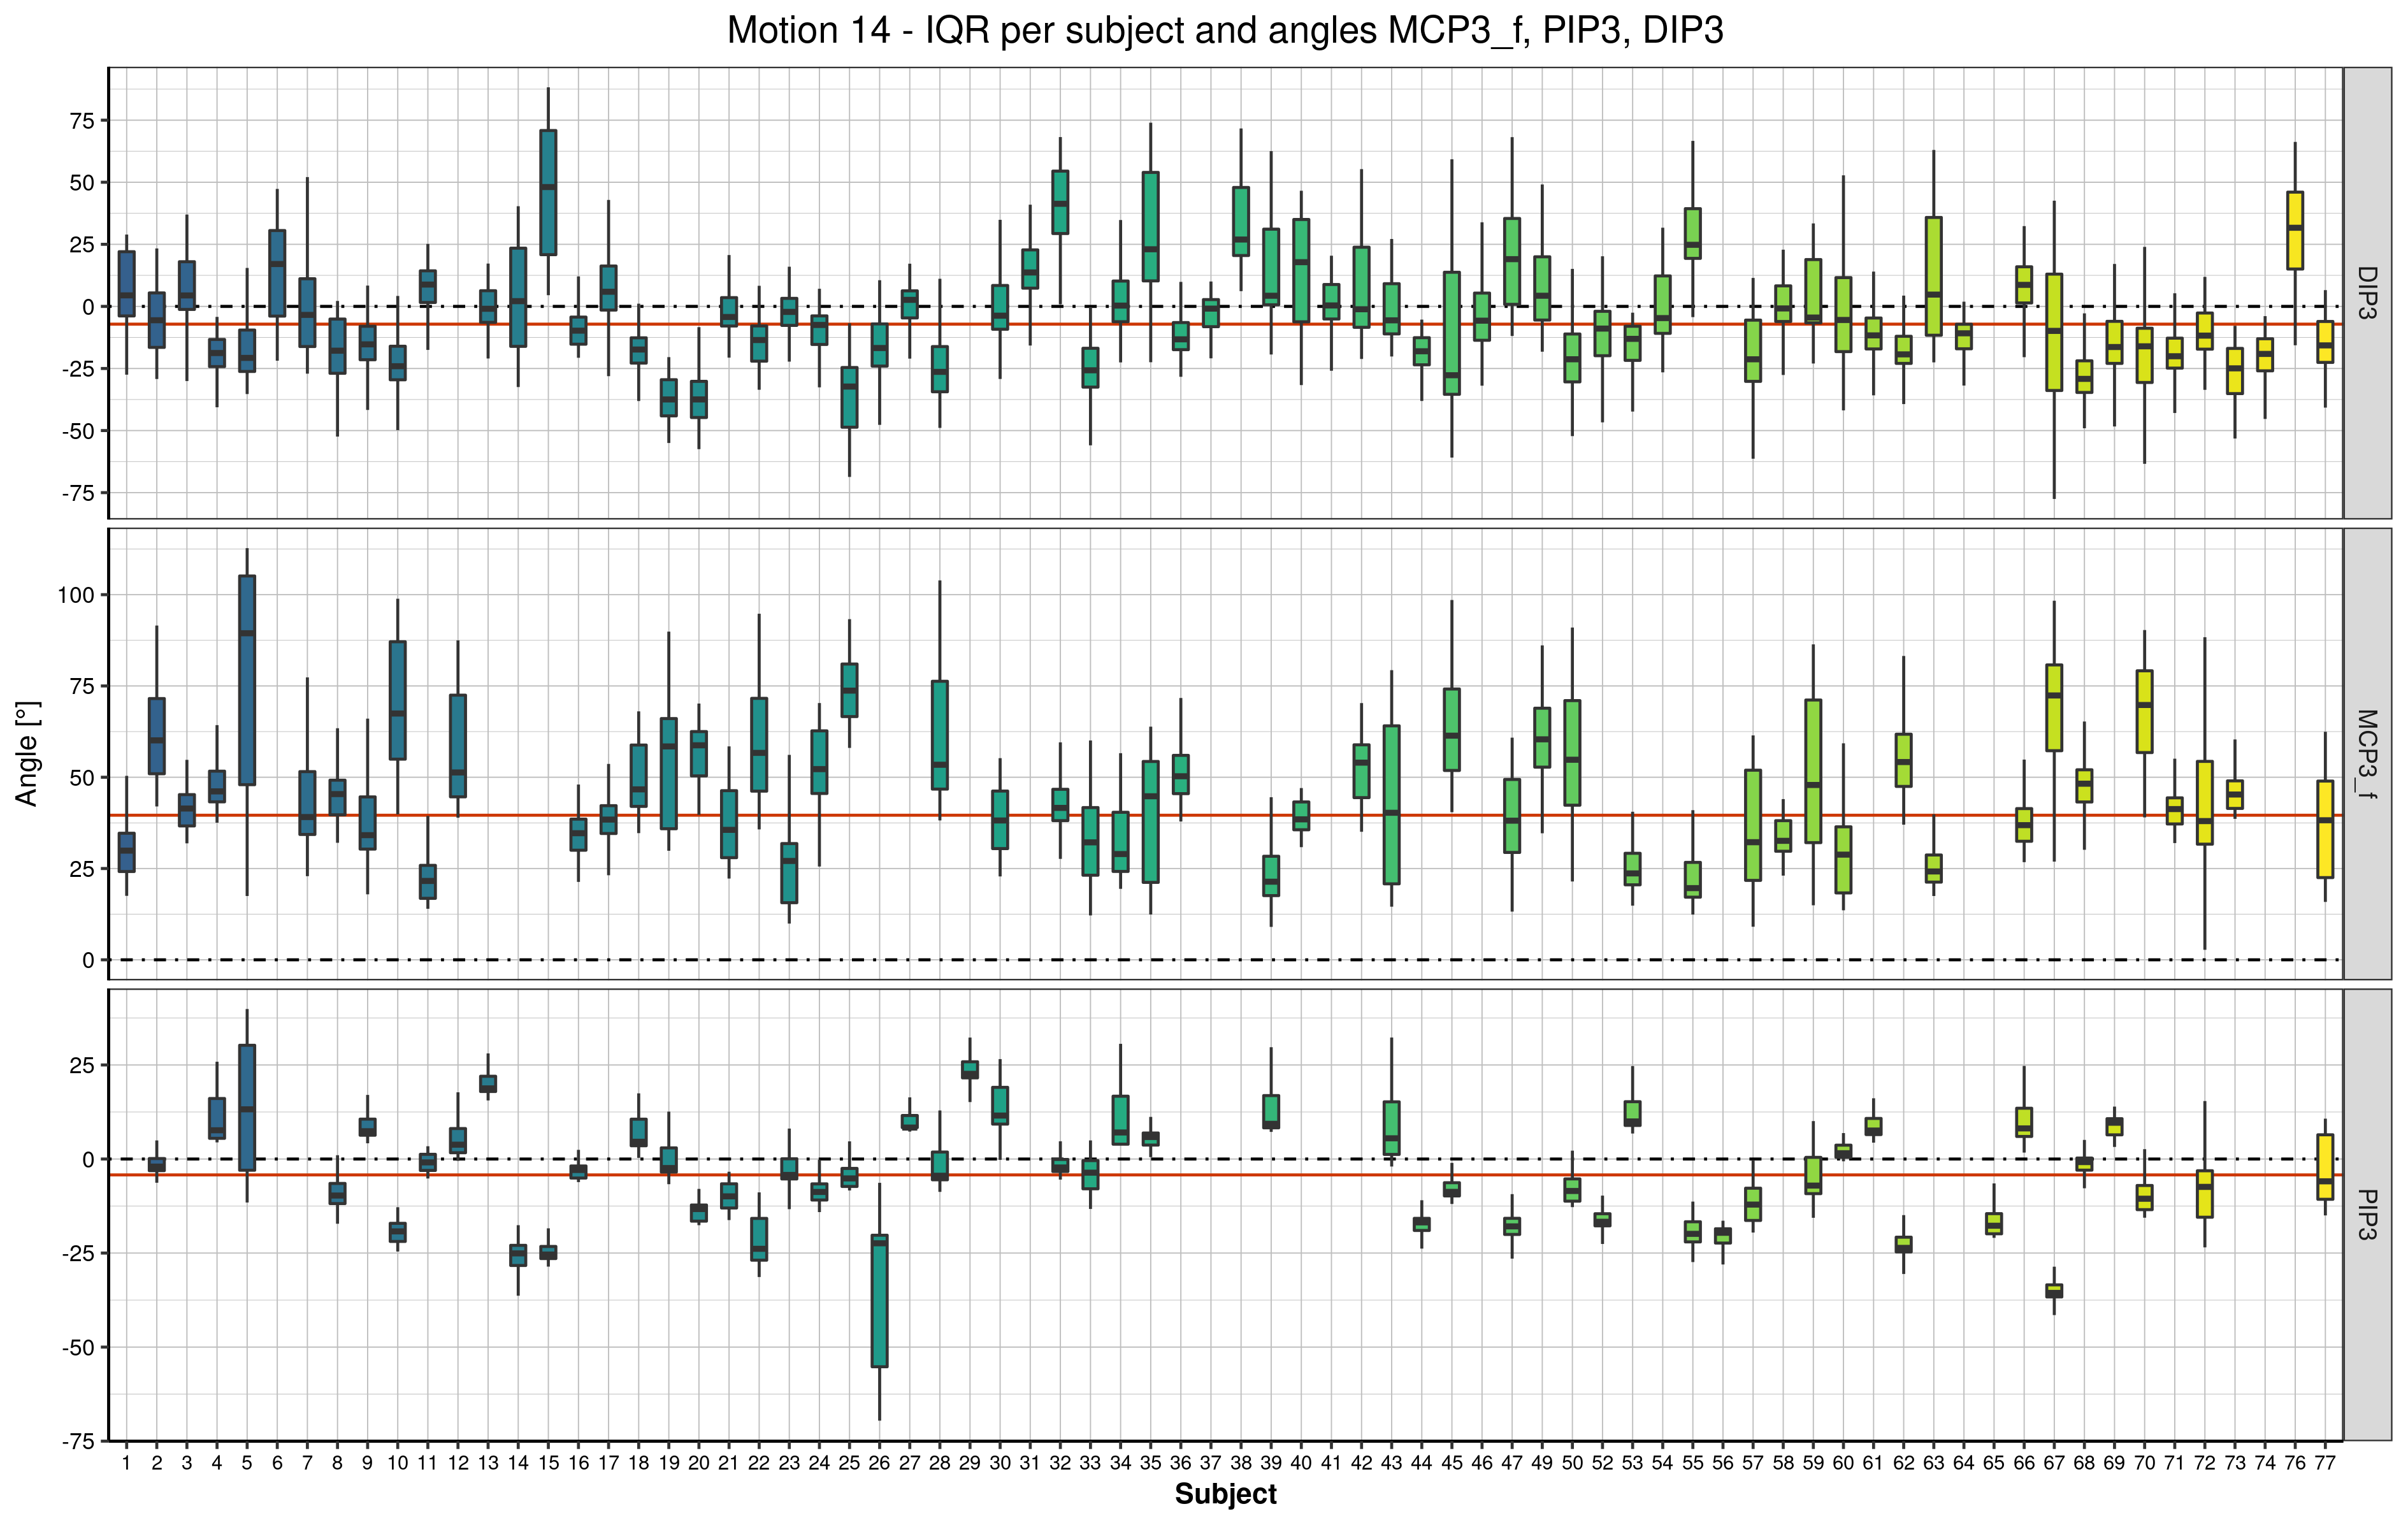 Motion 14 - IQR per subject and angles MCP3_f, PIP3, DIP3
75
50
25
0
-25
-50
-75
DIP3
100
75
50
25
0
MCP3_f
Angle [°]
25
0
-25
-50
-75
PIP3
1 2 3 4 5 6 7 8 9 10 11 12 13 14 15 16 17 18 19 20 21 22 23 24 25 26 27 28 29 30 31 32 33 34 35 36 37 38 39 40 41 42 43 44 45 46 47 49 50 52 53 54 55 56 57 58 59 60 61 62 63 64 65 66 67 68 69 70 71 72 73 74 76 77
Subject